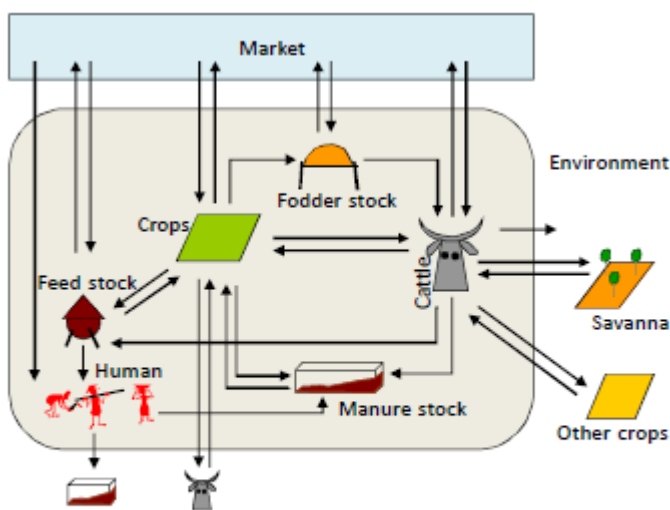 Market
Environment
Fodder stock
Crops
Cattle
Feed stock
Savanna
Human
Manure stock
Other crops